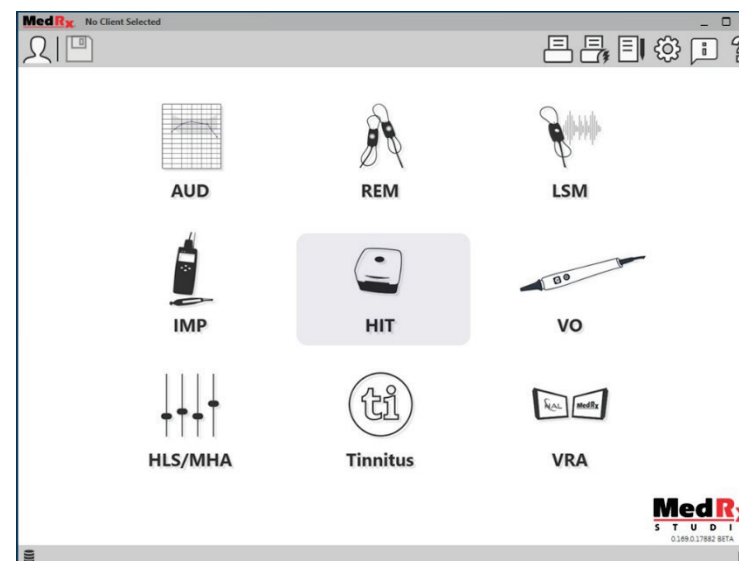 MedRx No Client Selected
AUD REM LSM
IMP HIT VO
ti
NAL MedRx
HLS/MHA Tinnitus VRA
MedRx
STUDI
0.169.0.17882 BETA